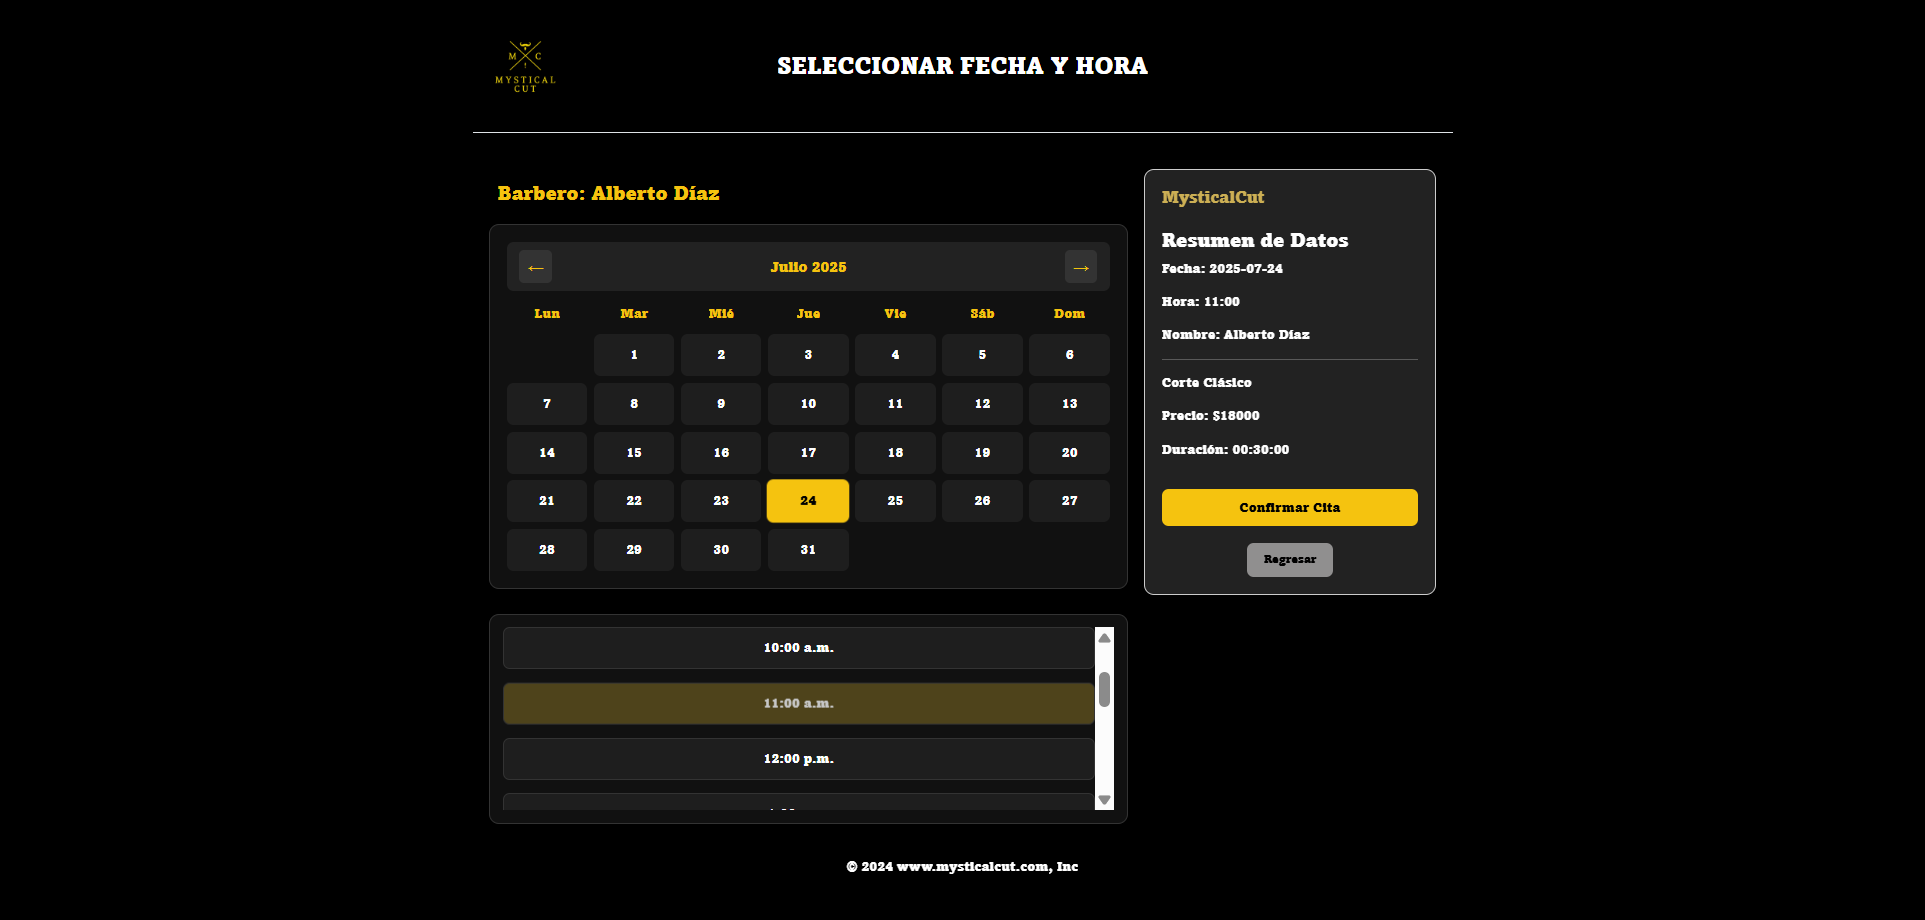 M C
MYSTICAL
CUT
SELECCIONAR FECHA Y HORA
Barbero: Alberto Díaz
← Julio 2025 →
Lun Mar Mié Jue Vie Sáb Dom
1 2 3 4 5 6
7 8 9 10 11 12 13
14 15 16 17 18 19 20
21 22 23 24 25 26 27
28 29 30 31
10:00 a.m.
11:00 a.m.
12:00 p.m.
MysticalCut
Resumen de Datos
Fecha: 2025-07-24
Hora: 11:00
Nombre: Alberto Díaz
Corte Clásico
Precio: $18000
Duración: 00:30:00
Confirmar Cita
Regresar
© 2024 www.mysticalcut.com, Inc